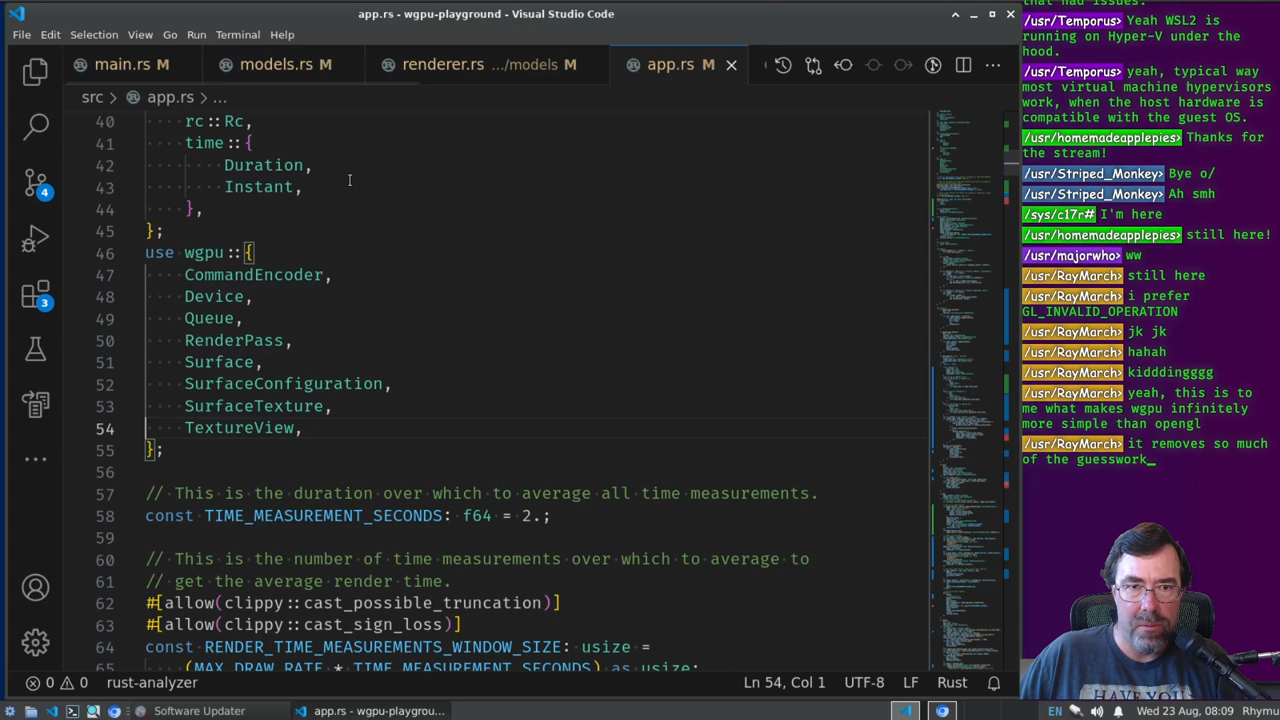 app.rs - wgpu-playground - Visual Studio Code
File Edit Selection View Go Run Terminal Help
main.rs M
models.rs M
renderer.rs .../models M
app.rs M
src > app.rs > ...
40 rc::Rc,
41 time::{
42 Duration,
43 Instant,
44 },
45 };
46 use wgpu::{
47 CommandEncoder,
48 Device,
49 Queue,
50 RenderPass,
51 Surface,
52 SurfaceConfiguration,
53 SurfaceTexture,
54 TextureView,
55 };
56
57 // This is the duration over which to average all time measurements.
58 const TIME_MEASUREMENT_SECONDS: f64 = 2.;
59
60 // This is the number of time measurements over which to average to
61 // get the average render time.
62 #[allow(clippy::cast_possible_truncation)]
63 #[allow(clippy::cast_sign_loss)]
64 const RENDER_TIME_MEASUREMENTS_WINDOW_SIZE: usize =
65 (MAX_FRAME_RATE * TIME_MEASUREMENT_SECONDS) as usize;
4
3
0 0 rust-analyzer
Ln 54, Col 1 UTF-8 LF Rust
Software Updater
app.rs - wgpu-playgrou...
EN
Wed 23 Aug, 08:09 Rhymu
that had issues.
/usr/Temporus> Yeah WSL2 is
running on Hyper-V under the
hood.
/usr/Temporus> yeah, typical way
most virtual machine hypervisors
work, when the host hardware is
compatible with the guest OS.
/usr/homemadeapplepies> Thanks for
the stream!
/usr/Striped_Monkey> Bye o/
/usr/Striped_Monkey> Ah smh
/sys/c17r# I'm here
/usr/homemadeapplepies> still here!
/usr/majorwho> ww
/usr/RayMarch> still here
/usr/RayMarch> i prefer
GL_INVALID_OPERATION
/usr/RayMarch> jk jk
/usr/RayMarch> hahah
/usr/RayMarch> kidddingggg
/usr/RayMarch> yeah, this is to
me what makes wgpu infinitely
more simple than opengl
/usr/RayMarch> it removes so much
of the guesswork_
HAVE YOU